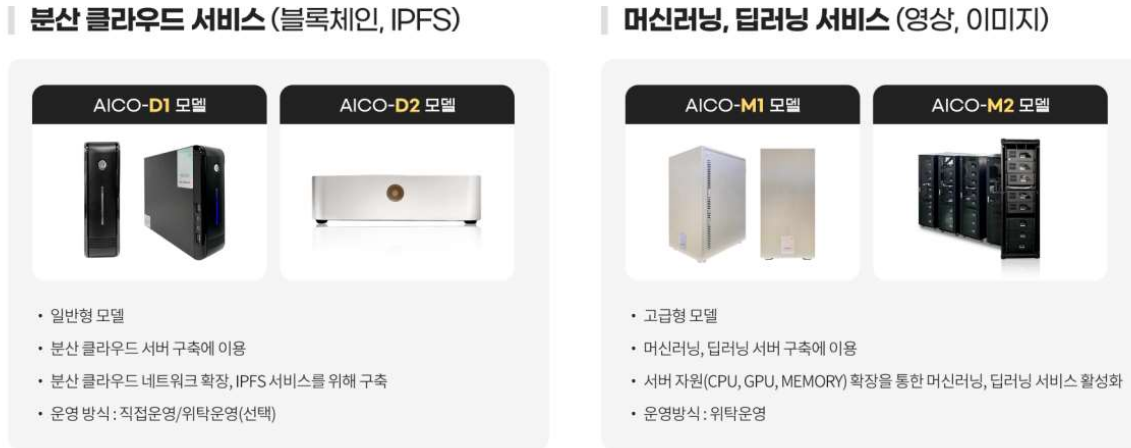 분산 클라우드 서비스 (블록체인, IPFS)
AICO-D1 모델
AICO-D2 모델
• 일반형 모델
• 분산 클라우드 서버 구축에 이용
• 분산 클라우드 네트워크 확장, IPFS 서비스를 위해 구축
• 운영 방식 : 직접운영/위탁운영(선택)
머신러닝, 딥러닝 서비스 (영상, 이미지)
AICO-M1 모델
AICO-M2 모델
• 고급형 모델
• 머신러닝, 딥러닝 서버 구축에 이용
• 서버 자원(CPU, GPU, MEMORY) 확장을 통한 머신러닝, 딥러닝 서비스 활성화
• 운영방식 : 위탁운영